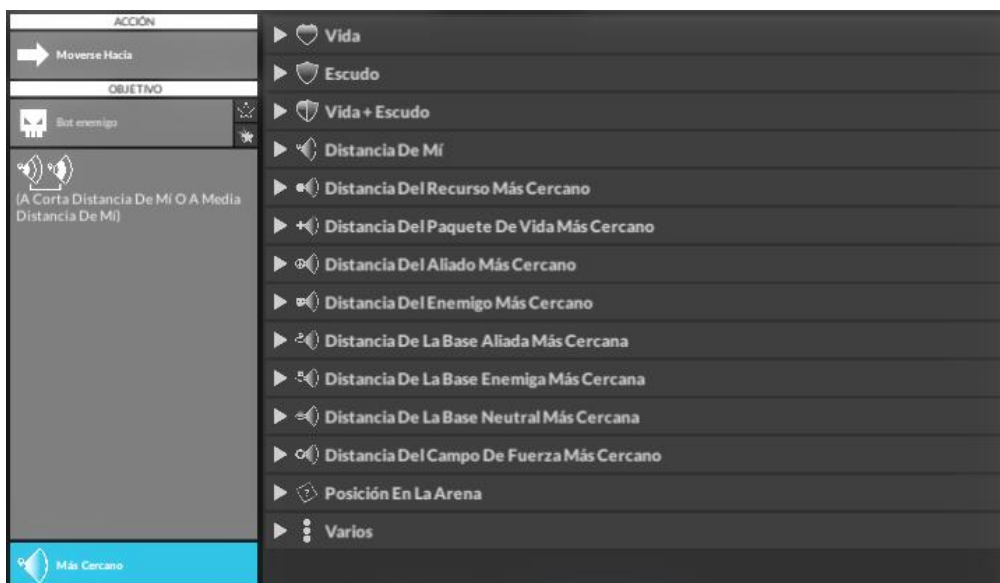 ACCIÓN
Moverse Hacia
OBJETIVO
Bot enemigo
(A Corta Distancia De Mí O A Media
Distancia De Mí)
Más Cercano
Vida
Escudo
Vida + Escudo
Distancia De Mí
Distancia Del Recurso Más Cercano
Distancia Del Paquete De Vida Más Cercano
Distancia Del Aliado Más Cercano
Distancia Del Enemigo Más Cercano
Distancia De La Base Aliada Más Cercana
Distancia De La Base Enemiga Más Cercana
Distancia De La Base Neutral Más Cercana
Distancia Del Campo De Fuerza Más Cercano
Posición En La Arena
Varios